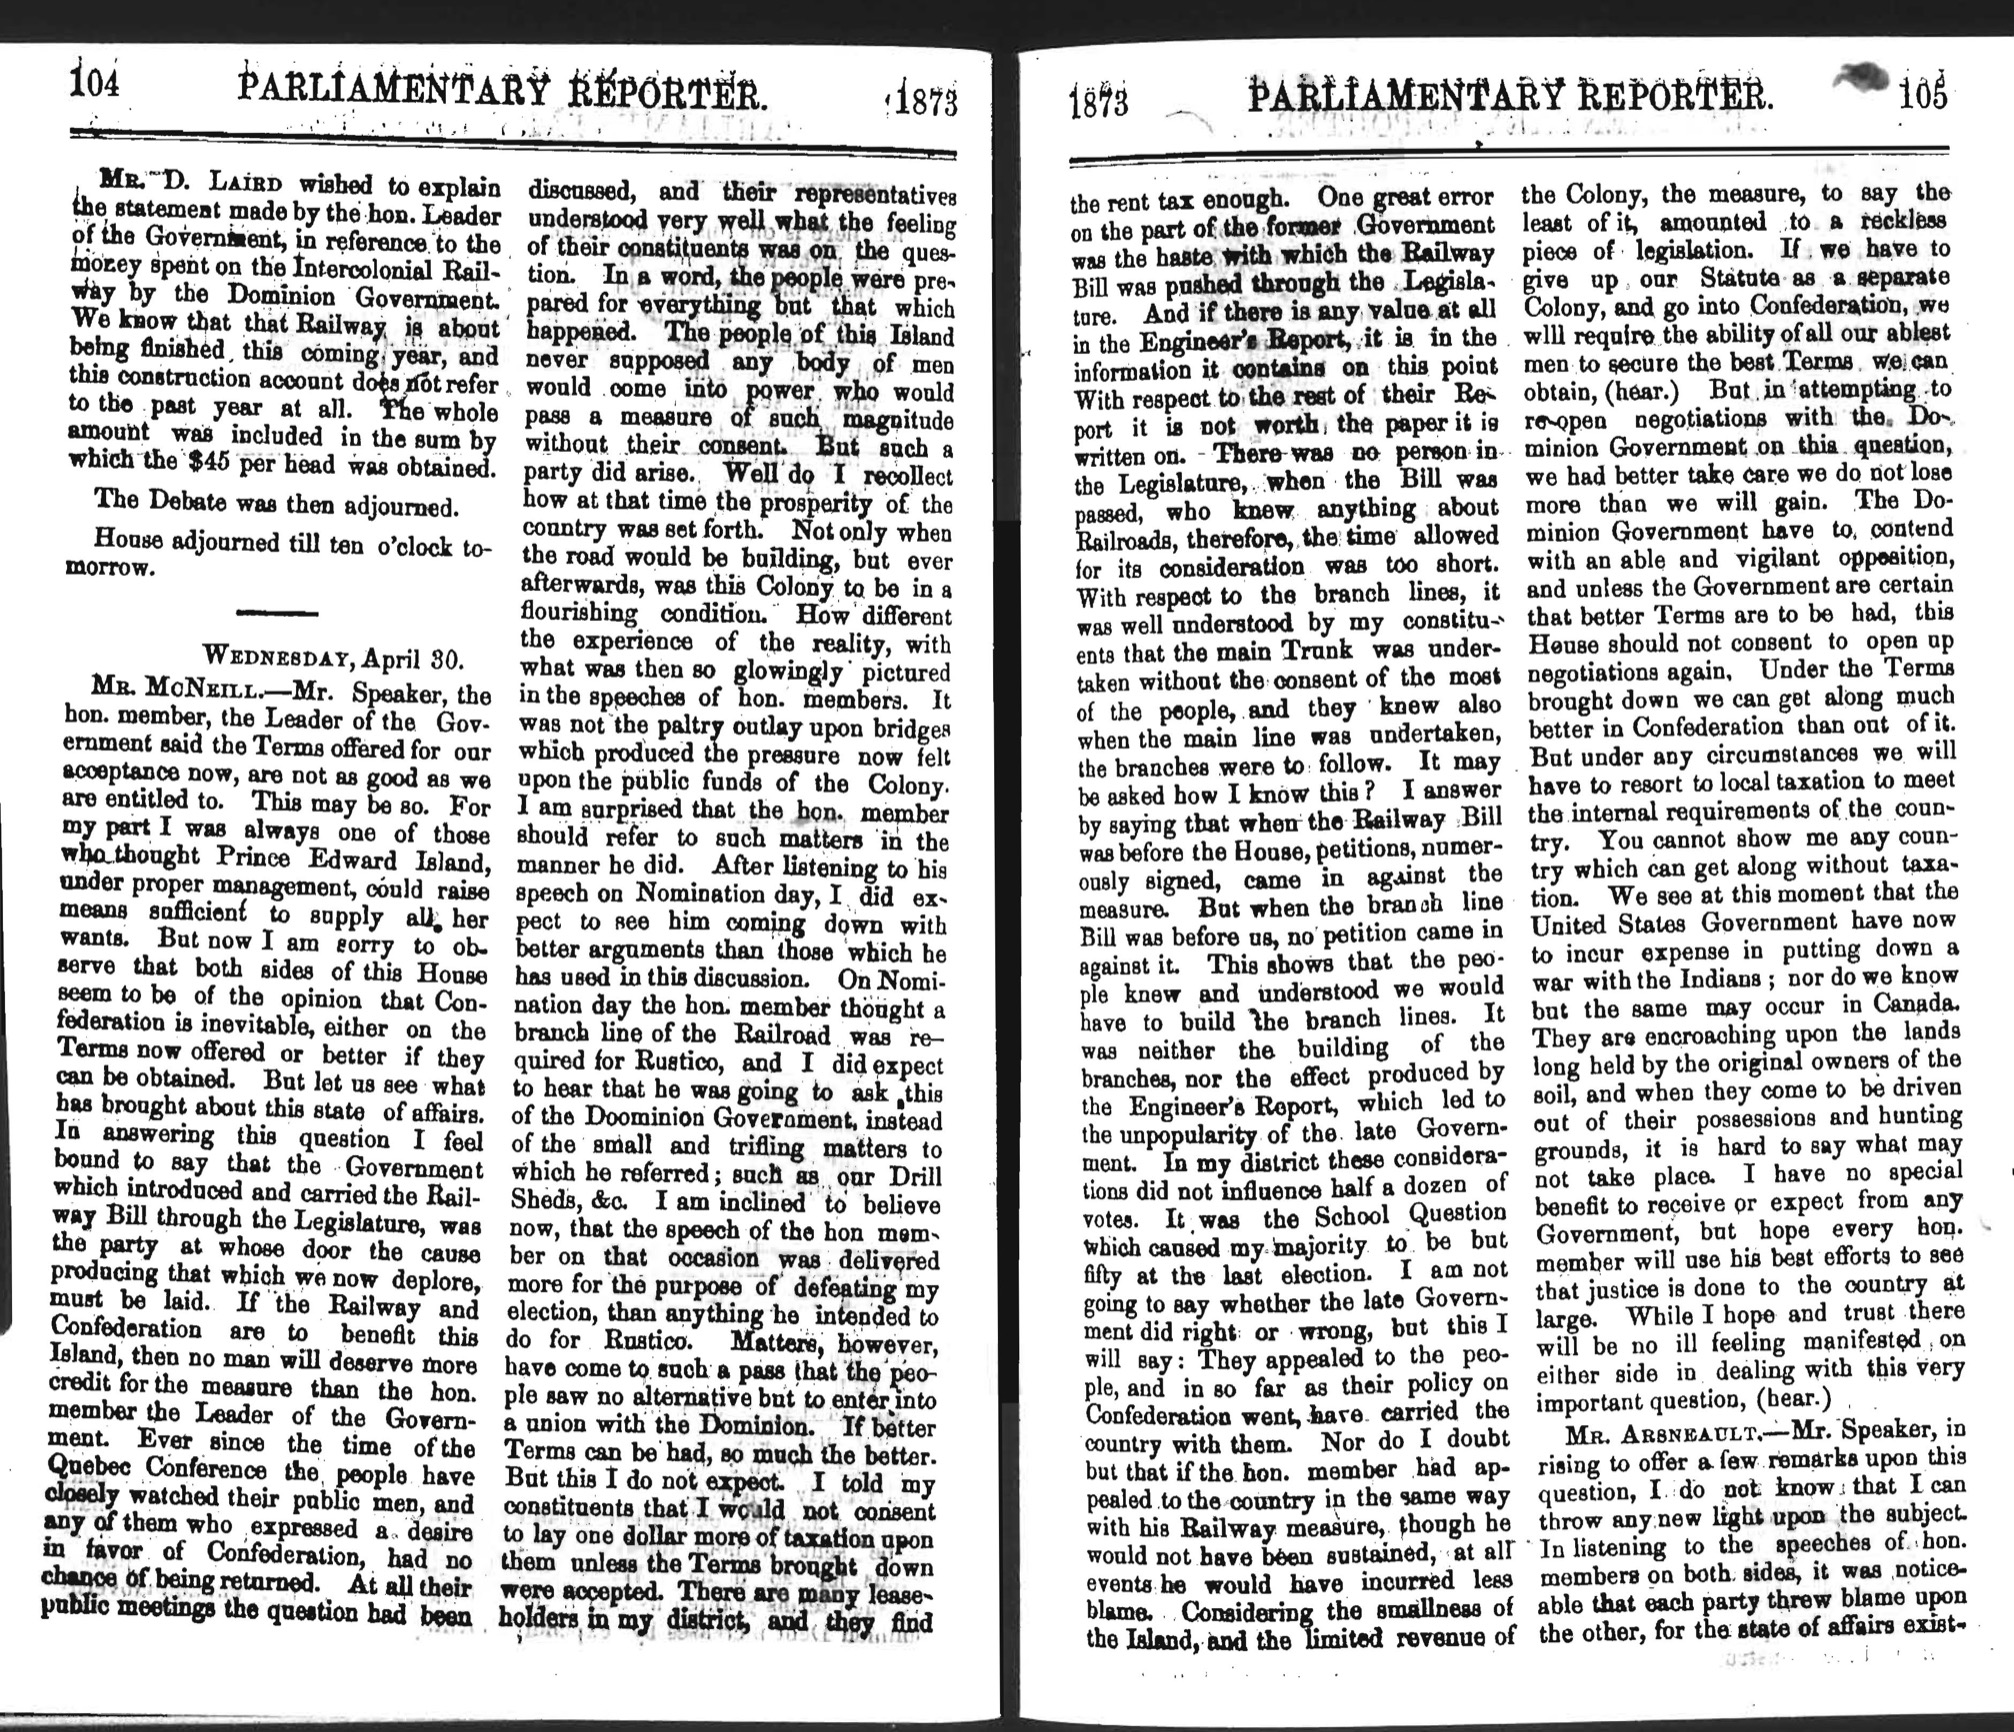 104 PARLIAMENTARY REPORTER. 1873
MR. D. LAIRD wished to explain
the statement made by the hon. Leader
of the Government, in reference to the
money spent on the Intercolonial Rail-
way by the Dominion Government.
We know that that Railway is about
being finished this coming year, and
this construction account does not refer
to the past year at all. The whole
amount was included in the sum by
which the $45 per head was obtained.
The Debate was then adjourned.
House adjourned till ten o'clock to-
morrow.
WEDNESDAY, April 30.
MR. MCNEILL.—Mr. Speaker, the
hon. member, the Leader of the Gov-
ernment said the Terms offered for our
acceptance now, are not as good as we
are entitled to. This may be so. For
my part I was always one of those
who thought Prince Edward Island,
under proper management, could raise
means sufficient to supply all her
wants. But now I am sorry to ob-
serve that both sides of this House
seem to be of the opinion that Con-
federation is inevitable, either on the
Terms now offered or better if they
can be obtained. But let us see what
has brought about this state of affairs.
In answering this question I feel
bound to say that the Government
which introduced and carried the Rail-
way Bill through the Legislature, was
the party at whose door the cause
producing that which we now deplore,
must be laid. If the Railway and
Confederation are to benefit this
Island, then no man will deserve more
credit for the measure than the hon.
member the Leader of the Govern-
ment. Ever since the time of the
Quebec Conference the people have
closely watched their public men, and
any of them who expressed a desire
in favor of Confederation, had no
chance of being returned. At all their
public meetings the question had been
discussed, and their representatives
understood very well what the feeling
of their constituents was on the ques-
tion. In a word, the people were pre-
pared for everything but that which
happened. The people of this Island
never supposed any body of men
would come into power who would
pass a measure of such magnitude
without their consent. But such a
party did arise. Well do I recollect
how at that time the prosperity of the
country was set forth. Not only when
the road would be building, but ever
afterwards, was this Colony to be in a
flourishing condition. How different
the experience of the reality, with
what was then so glowingly pictured
in the speeches of hon. members. It
was not the paltry outlay upon bridges
which produced the pressure now felt
upon the public funds of the Colony.
I am surprised that the hon. member
should refer to such matters in the
manner he did. After listening to his
speech on Nomination day, I did ex-
pect to see him coming down with
better arguments than those which he
has used in this discussion. On Nomi-
nation day the hon. member thought a
branch line of the Railroad was re-
quired for Rustico, and I did expect
to hear that he was going to ask this
of the Doominion Government, instead
of the small and trifling matters to
which he referred; such as our Drill
Sheds, &c. I am inclined to believe
now, that the speech of the hon mem-
ber on that occasion was delivered
more for the purpose of defeating my
election, than anything he intended to
do for Rustico. Matters, however,
have come to such a pass that the peo-
ple saw no alternative but to enter into
a union with the Dominion. If better
Terms can be had, so much the better.
But this I do not expect. I told my
constituents that I would not consent
to lay one dollar more of taxation upon
them unless the Terms brought down
were accepted. There are many lease-
holders in my district, and they find
1873 PARLIAMENTARY REPORTER. 105
the rent tax enough. One great error
on the part of the former Government
was the haste with which the Railway
Bill was pushed through the Legisla-
ture. And if there is any value at all
in the Engineer's Report, it is in the
information it contains on this point
With respect to the rest of their Re-
port it is not worth the paper it is
written on. There was no person in
the Legislature, when the Bill was
passed, who knew anything about
Railroads, therefore, the time allowed
for its consideration was too short.
With respect to the branch lines, it
was well understood by my constitu-
ents that the main Trunk was under-
taken without the consent of the most
of the people, and they knew also
when the main line was undertaken,
the branches were to follow. It may
be asked how I know this? I answer
by saying that when the Railway Bill
was before the House, petitions, numer-
ously signed, came in against the
measure. But when the branch line
Bill was before us, no petition came in
against it. This shows that the peo-
ple knew and understood we would
have to build the branch lines. It
was neither the building of the
branches, nor the effect produced by
the Engineer's Report, which led to
the unpopularity of the late Govern-
ment. In my district these considera-
tions did not influence half a dozen of
votes. It was the School Question
which caused my majority to be but
fifty at the last election. I am not
going to say whether the late Govern-
ment did right or wrong, but this I
will say: They appealed to the peo-
ple, and in so far as their policy on
Confederation went, have carried the
country with them. Nor do I doubt
but that if the hon. member had ap-
pealed to the country in the same way
with his Railway measure, though he
would not have been sustained, at all
events he would have incurred less
blame. Considering the smallness of
the Island, and the limited revenue of
the Colony, the measure, to say the
least of it, amounted to a reckless
piece of legislation. If we have to
give up our Statute as a separate
Colony, and go into Confederation, we
will require the ability of all our ablest
men to secure the best Terms we can
obtain, (hear.) But in attempting to
re-open negotiations with the Do-
minion Government on this question,
we had better take care we do not lose
more than we will gain. The Do-
minion Government have to contend
with an able and vigilant opposition,
and unless the Government are certain
that better Terms are to be had, this
House should not consent to open up
negotiations again. Under the Terms
brought down we can get along much
better in Confederation than out of it.
But under any circumstances we will
have to resort to local taxation to meet
the internal requirements of the coun-
try. You cannot show me any coun-
try which can get along without taxa-
tion. We see at this moment that the
United States Government have now
to incur expense in putting down a
war with the Indians; nor do we know
but the same may occur in Canada.
They are encroaching upon the lands
long held by the original owners of the
soil, and when they come to be driven
out of their possessions and hunting
grounds, it is hard to say what may
not take place. I have no special
benefit to receive or expect from any
Government, but hope every hon.
member will use his best efforts to see
that justice is done to the country at
large. While I hope and trust there
will be no ill feeling manifested on
either side in dealing with this very
important question, (hear.)
MR. ARSNEAULT.—Mr. Speaker, in
rising to offer a few remarks upon this
question, I do not know that I can
throw any new light upon the subject.
In listening to the speeches of hon.
members on both sides, it was notice-
able that each party threw blame upon
the other, for the state of affairs exist-